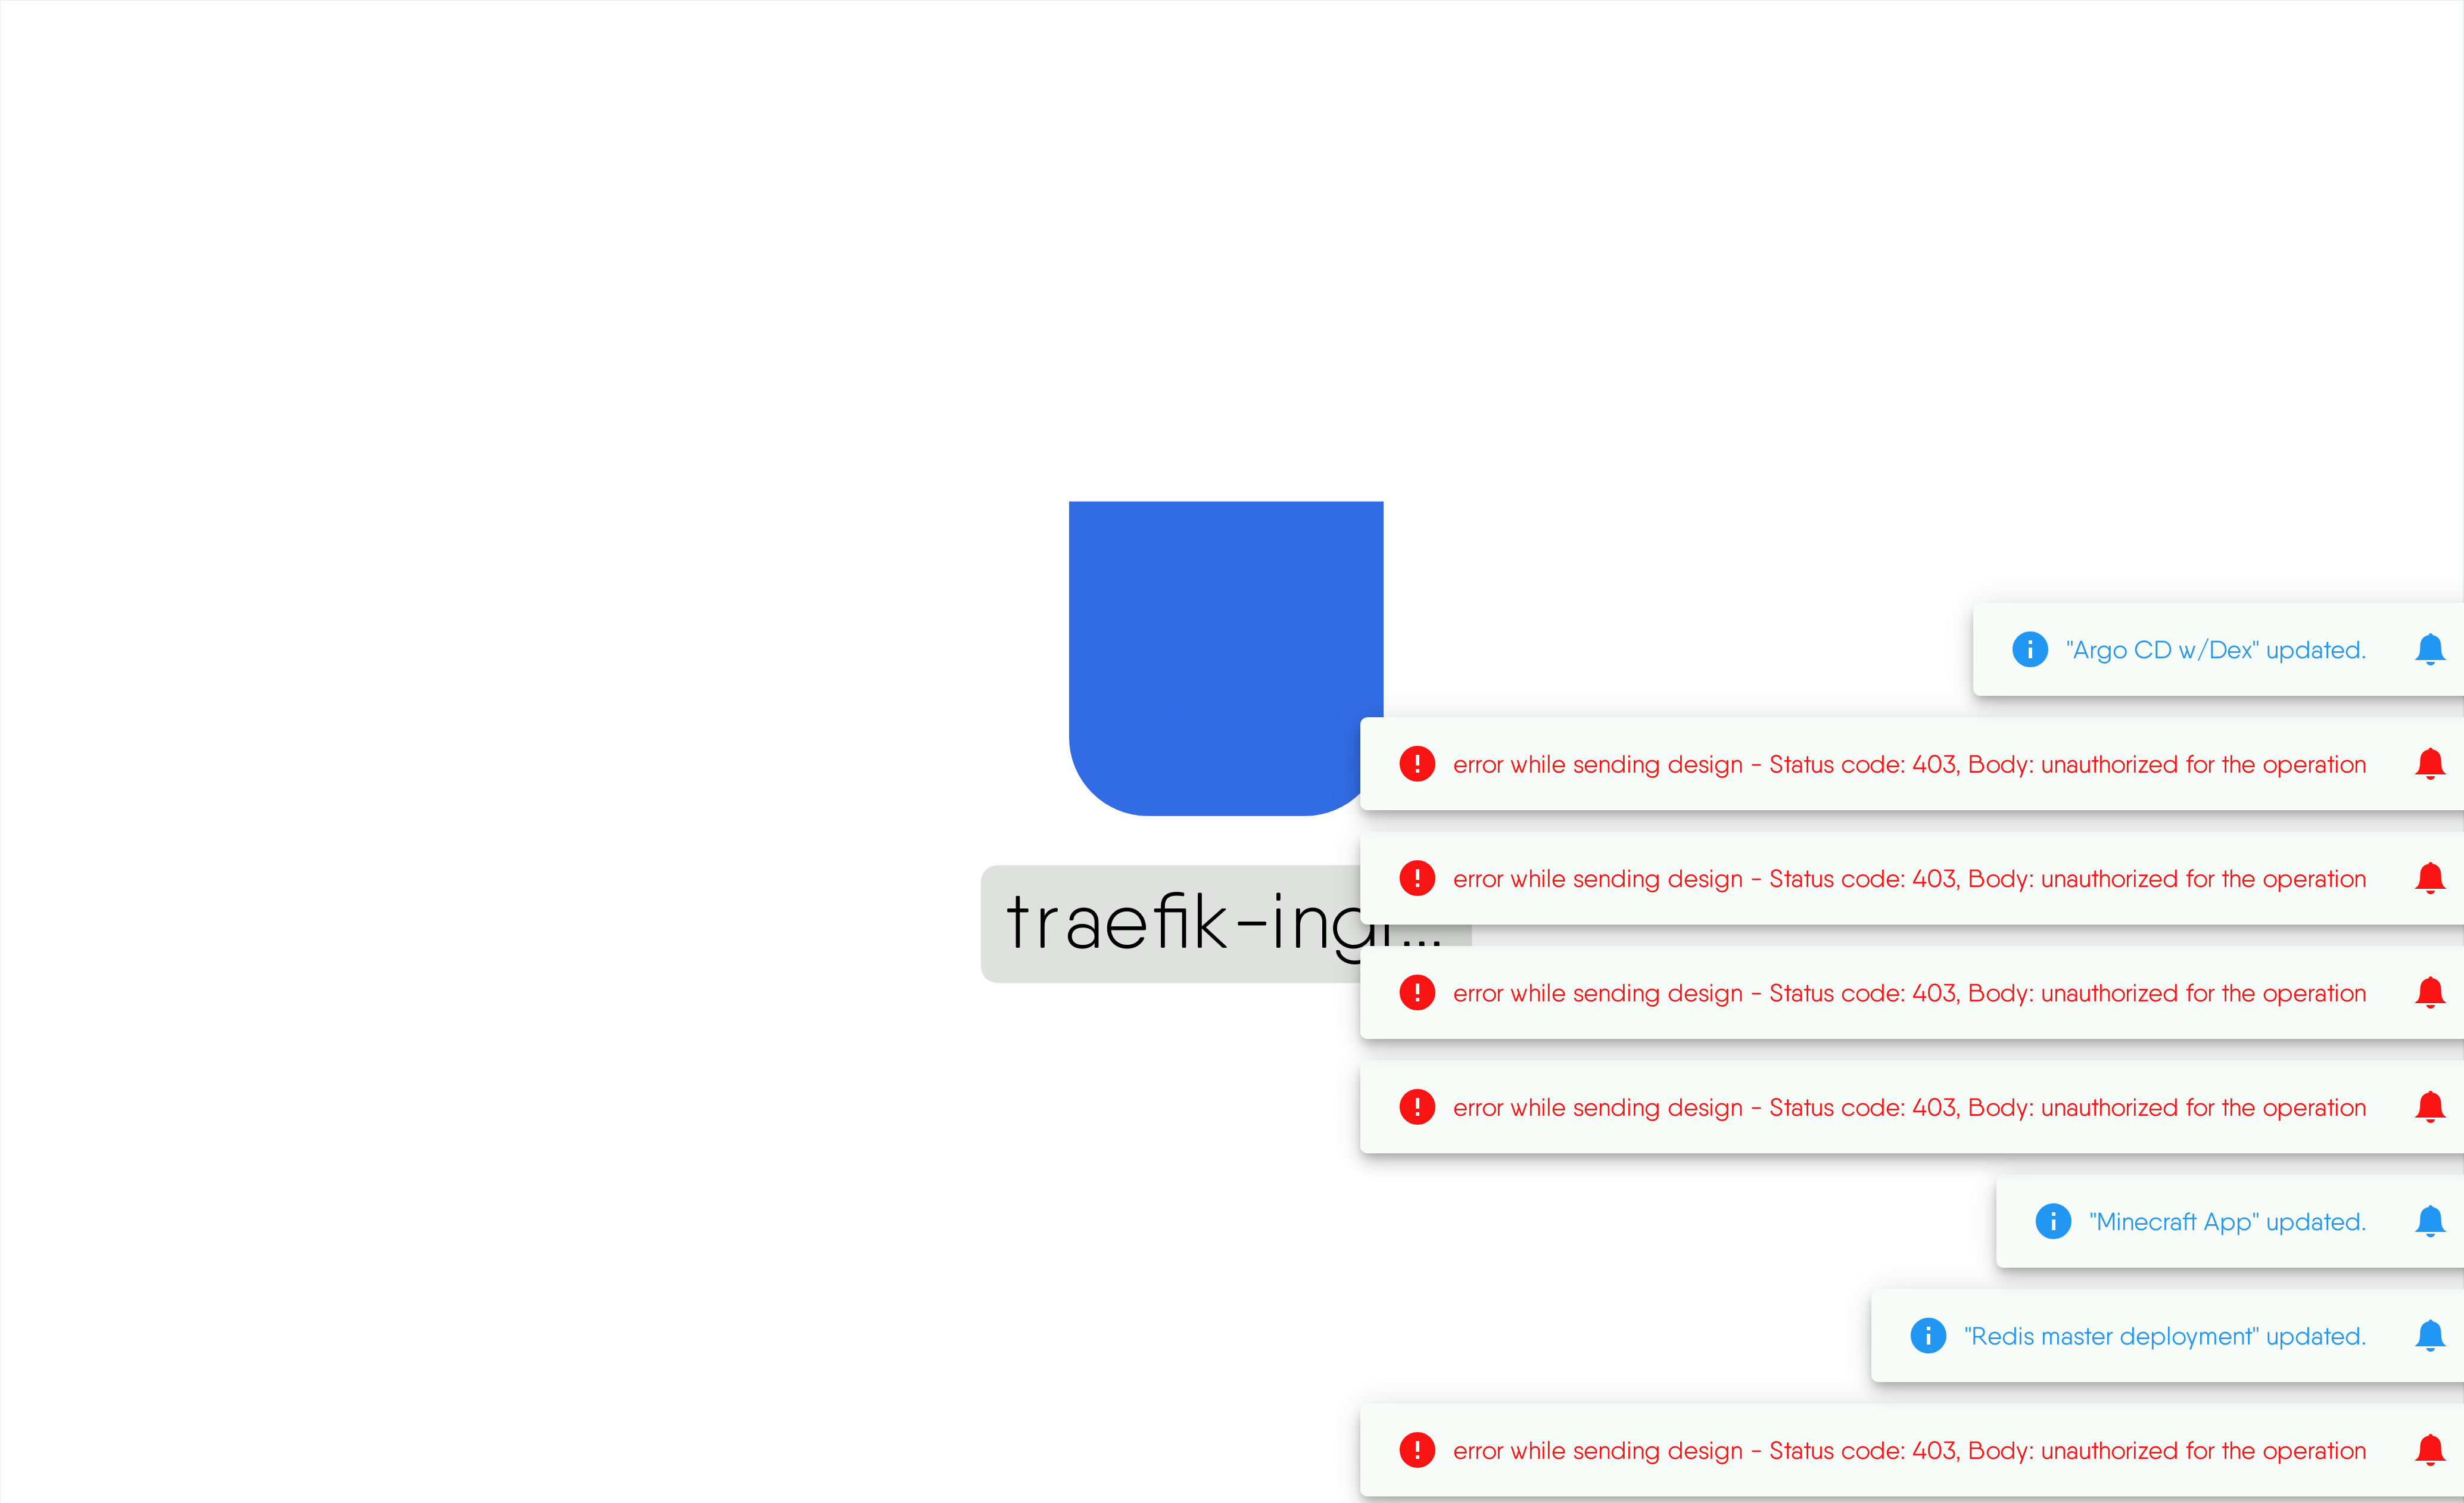 "Argo CD w/Dex" updated.
error while sending design - Status code: 403, Body: unauthorized for the operation
error while sending design - Status code: 403, Body: unauthorized for the operation
traefik-ingr...
error while sending design - Status code: 403, Body: unauthorized for the operation
error while sending design - Status code: 403, Body: unauthorized for the operation
"Minecraft App" updated.
"Redis master deployment" updated.
error while sending design - Status code: 403, Body: unauthorized for the operation